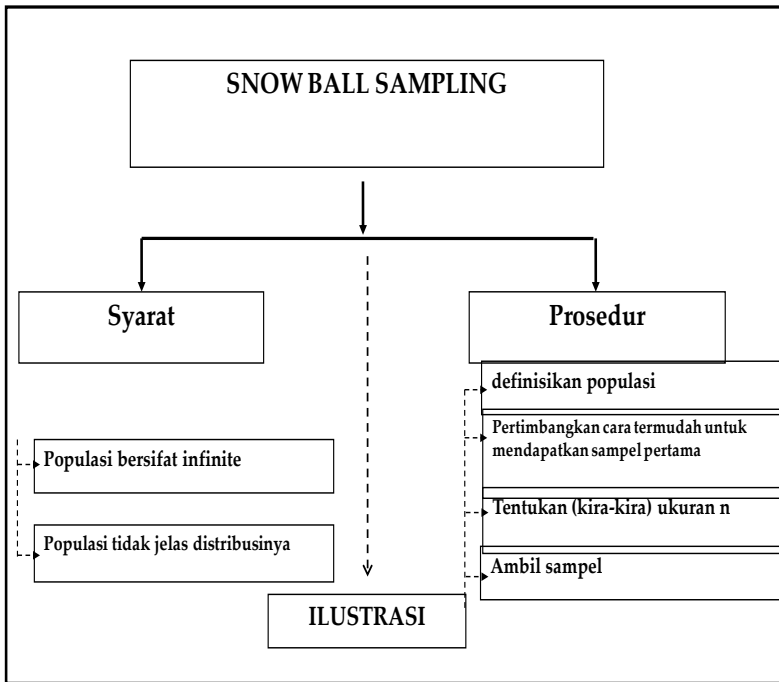 SNOW BALL SAMPLING
Syarat
Populasi bersifat infinite
Populasi tidak jelas distribusinya
Prosedur
definisikan populasi
Pertimbangkan cara termudah untuk
mendapatkan sampel pertama
Tentukan (kira-kira) ukuran n
Ambil sampel
ILUSTRASI